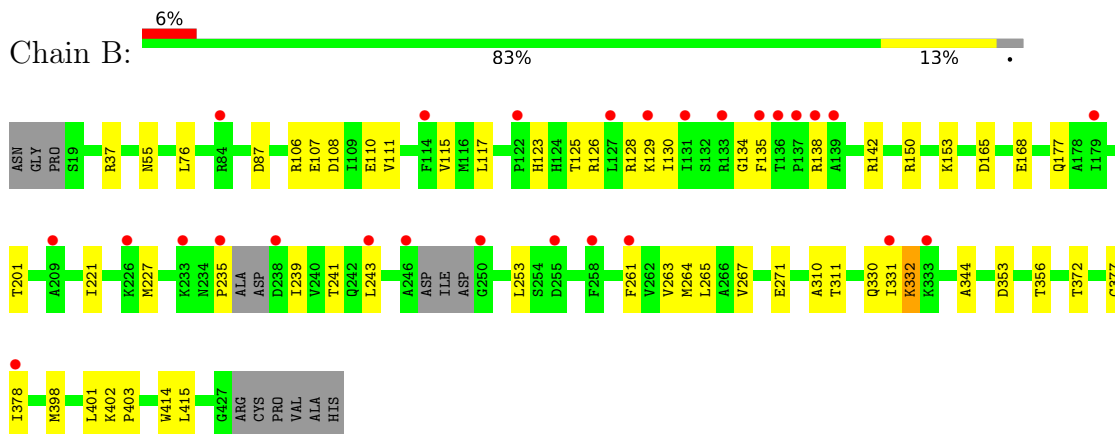 6%
Chain B:
83% 13% •
ASN GLY PRO S19 R37 N55 L76 R84 D87 R106 E107 D108 I109 E110 V111 F114 V115 M116 L117 P122 H123 H124 T125 R126 L127 R128 K129 I130 I131 S132 R133 G134 F135 T136 P137 R138 A139 R142 R150 K153 D165 E168 Q177 A178 I179
T201 A209 I221 K226 M227 K233 N234 P235 ALA ASP D238 I239 V240 T241 Q242 L243 A246 ASP ILE ASP G250 L253 S254 D255 F258 F261 V262 V263 M264 L265 A266 V267 E271 A310 T311 Q330 I331 K332 K333 A344 D353 T356 T372
I378 M398 L401 K402 P403 W414 L415 G427 ARG CYS PRO VAL ALA HIS